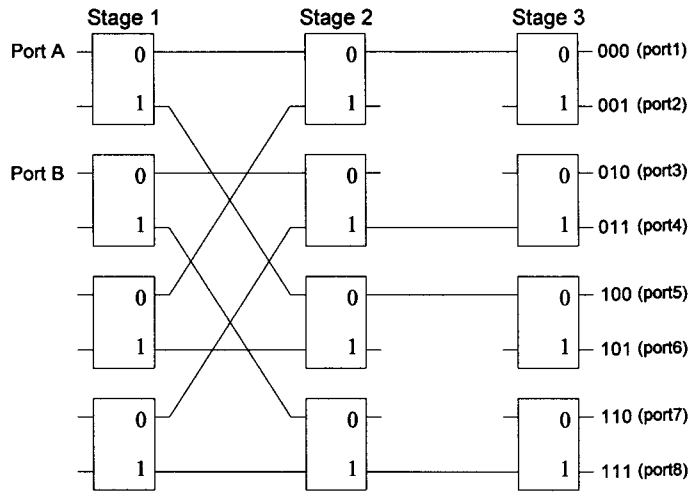 Stage 1 Stage 2 Stage 3
Port A 0 0 0 000 (port1)
1 1 1 001 (port2)
Port B 0 0 0 010 (port3)
1 1 1 011 (port4)
0 0 0 100 (port5)
1 1 1 101 (port6)
0 0 0 110 (port7)
1 1 1 111 (port8)